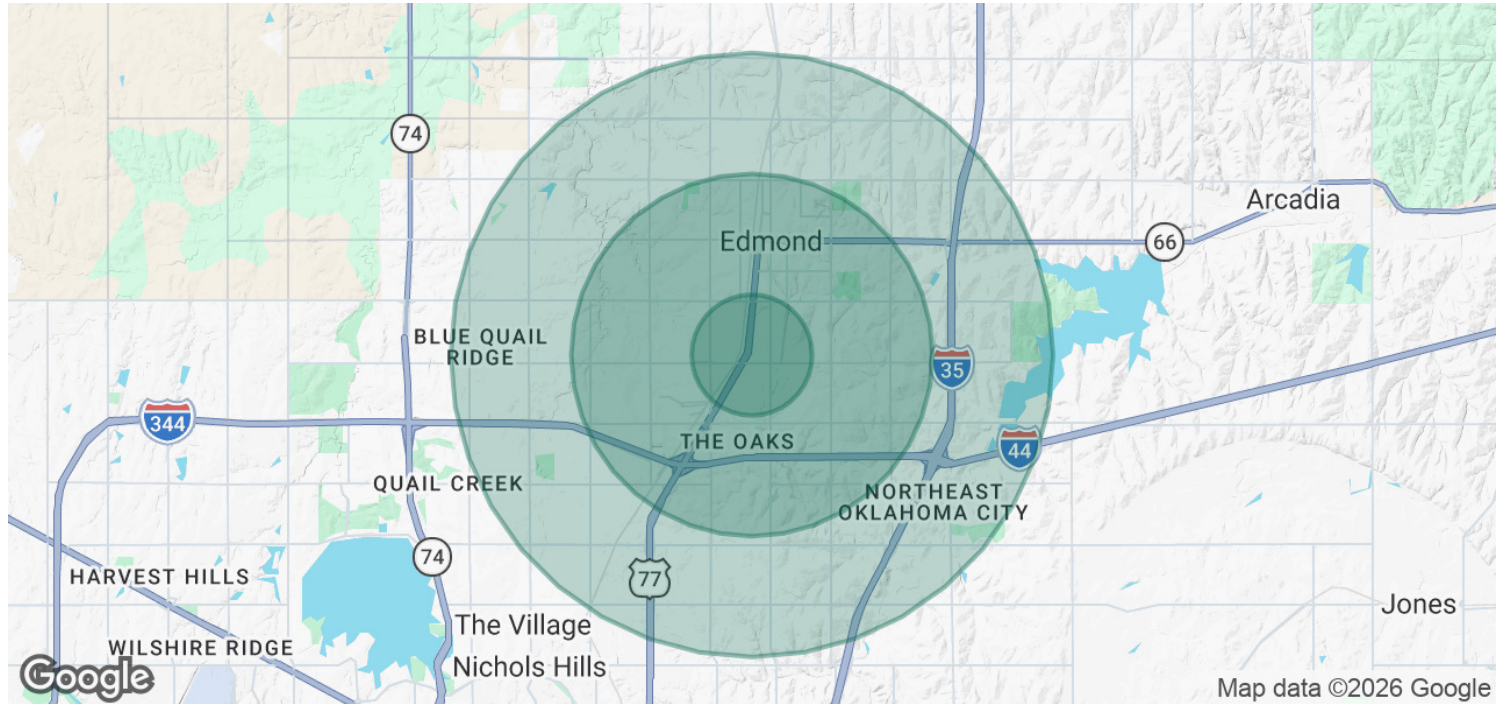 74
Arcadia
Edmond
66
BLUE QUAIL
RIDGE
35
344
THE OAKS
44
QUAIL CREEK
NORTHEAST
OKLAHOMA CITY
74
HARVEST HILLS
77
Jones
The Village
WILSHIRE RIDGE
Nichols Hills
Google
Map data ©2026 Google